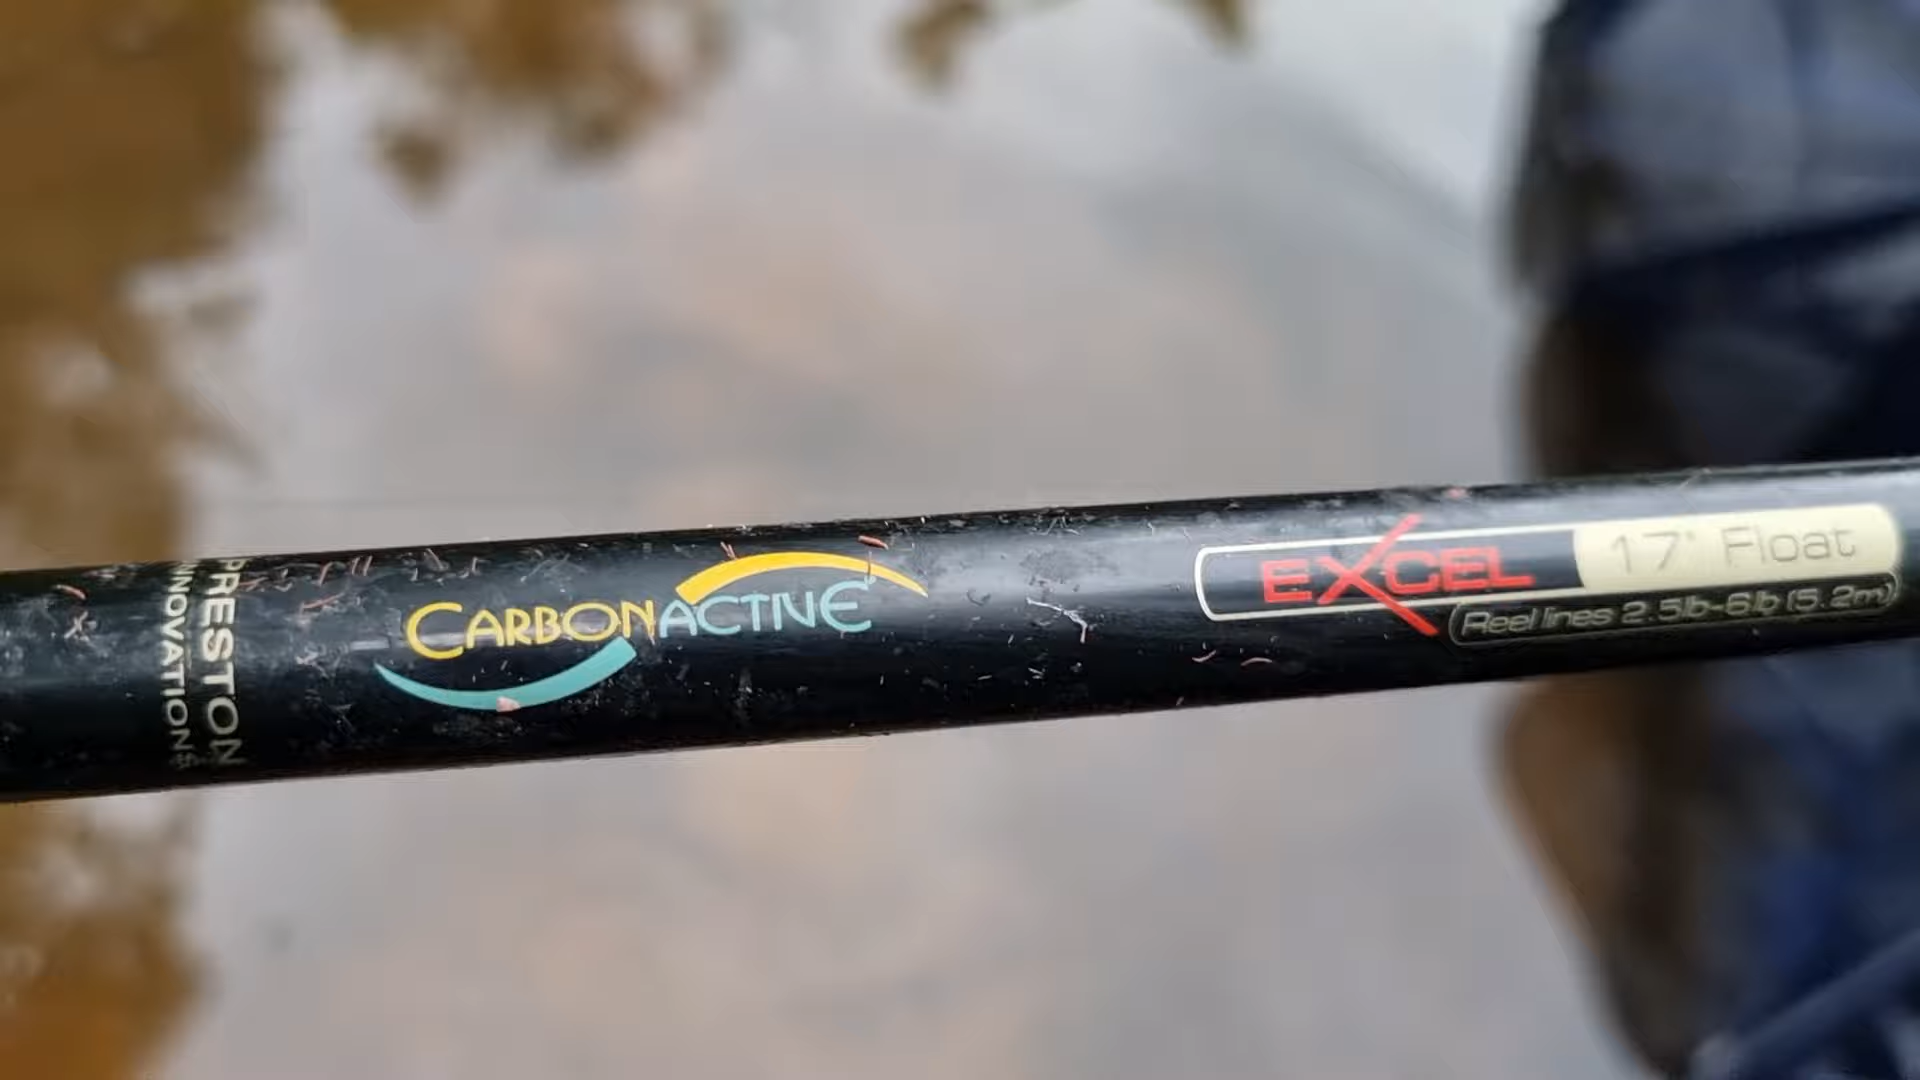 PRESTON
INNOVATIONS
CARBONACTIVE
EXCEL 17' Float
Reel lines 2.5lb-6lb (5.2m)